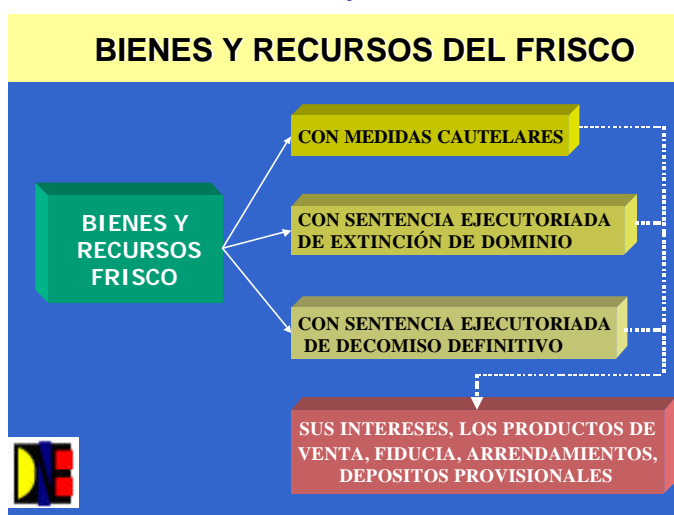 BIENES Y RECURSOS DEL FRISCO
CON MEDIDAS CAUTELARES
BIENES Y
RECURSOS
FRISCO
CON SENTENCIA EJECUTORIADA
DE EXTINCIÓN DE DOMINIO
CON SENTENCIA EJECUTORIADA
DE DECOMISO DEFINITIVO
SUS INTERESES, LOS PRODUCTOS DE
VENTA, FIDUCIA, ARRENDAMIENTOS,
DEPOSITOS PROVISIONALES
DNE